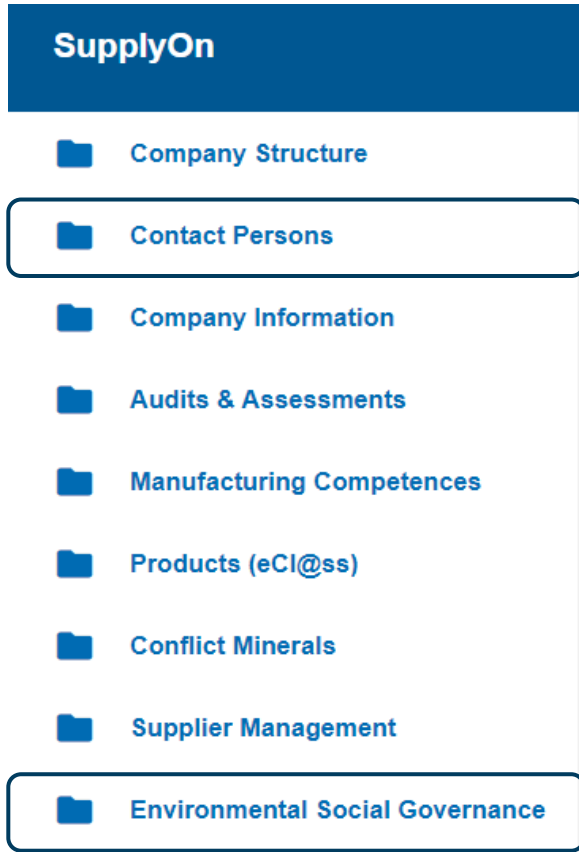 SupplyOn
Company Structure
Contact Persons
Company Information
Audits & Assessments
Manufacturing Competences
Products (eCl@ss)
Conflict Minerals
Supplier Management
Environmental Social Governance